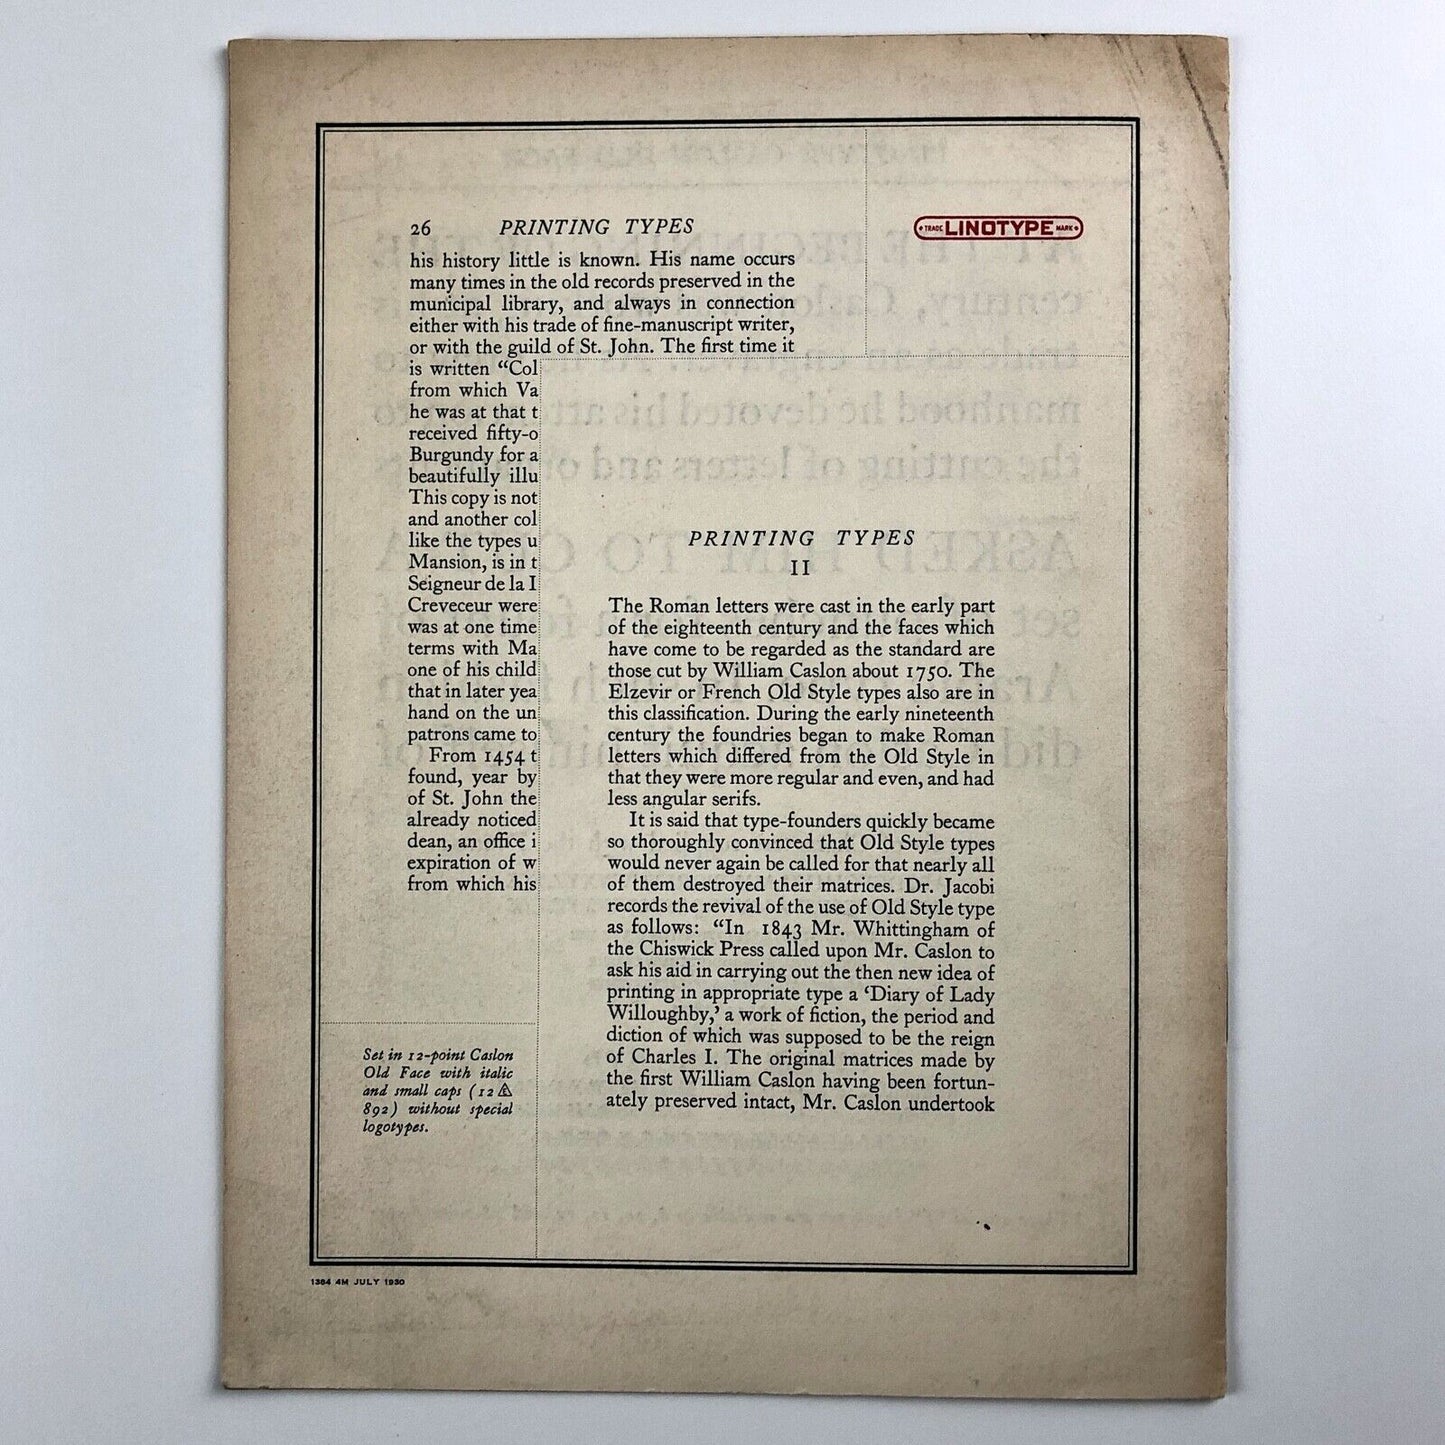 26 PRINTING TYPES
TRADE LINOTYPE MARK
his history little is known. His name occurs
many times in the old records preserved in the
municipal library, and always in connection
either with his trade of fine-manuscript writer,
or with the guild of St. John. The first time it
is written “Col
from which Va
he was at that t
received fifty-o
Burgundy for a
beautifully illu
This copy is not
and another col
like the types u
Mansion, is in t
Seigneur de la I
Creveceur were
was at one time
terms with Ma
one of his child
that in later yea
hand on the un
patrons came to
From 1454 t
found, year by
of St. John the
already noticed
dean, an office i
expiration of w
from which his
PRINTING TYPES
II
The Roman letters were cast in the early part
of the eighteenth century and the faces which
have come to be regarded as the standard are
those cut by William Caslon about 1750. The
Elzevir or French Old Style types also are in
this classification. During the early nineteenth
century the foundries began to make Roman
letters which differed from the Old Style in
that they were more regular and even, and had
less angular serifs.
It is said that type-founders quickly became
so thoroughly convinced that Old Style types
would never again be called for that nearly all
of them destroyed their matrices. Dr. Jacobi
records the revival of the use of Old Style type
as follows: “In 1843 Mr. Whittingham of
the Chiswick Press called upon Mr. Caslon to
ask his aid in carrying out the then new idea of
printing in appropriate type a ‘Diary of Lady
Willoughby,’ a work of fiction, the period and
diction of which was supposed to be the reign
of Charles I. The original matrices made by
the first William Caslon having been fortun-
ately preserved intact, Mr. Caslon undertook
Set in 12-point Caslon
Old Face with italic
and small caps (12
892) without special
logotypes.
1364 4M JULY 1930